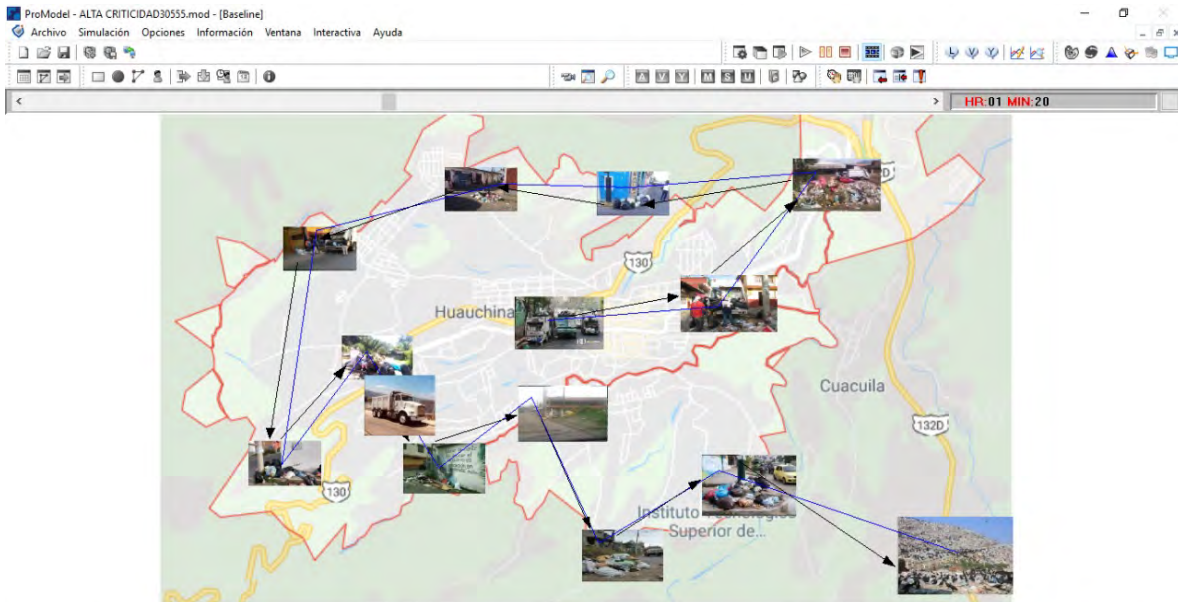 ProModel - ALTA CRITICIDAD30555.mod - [Baseline]
Archivo Simulación Opciones Información Ventana Interactiva Ayuda
HR:01 MIN:20
D
130
Huauchina
Cuacuila
132D
130
Instituto Tecnológico
Superior de...